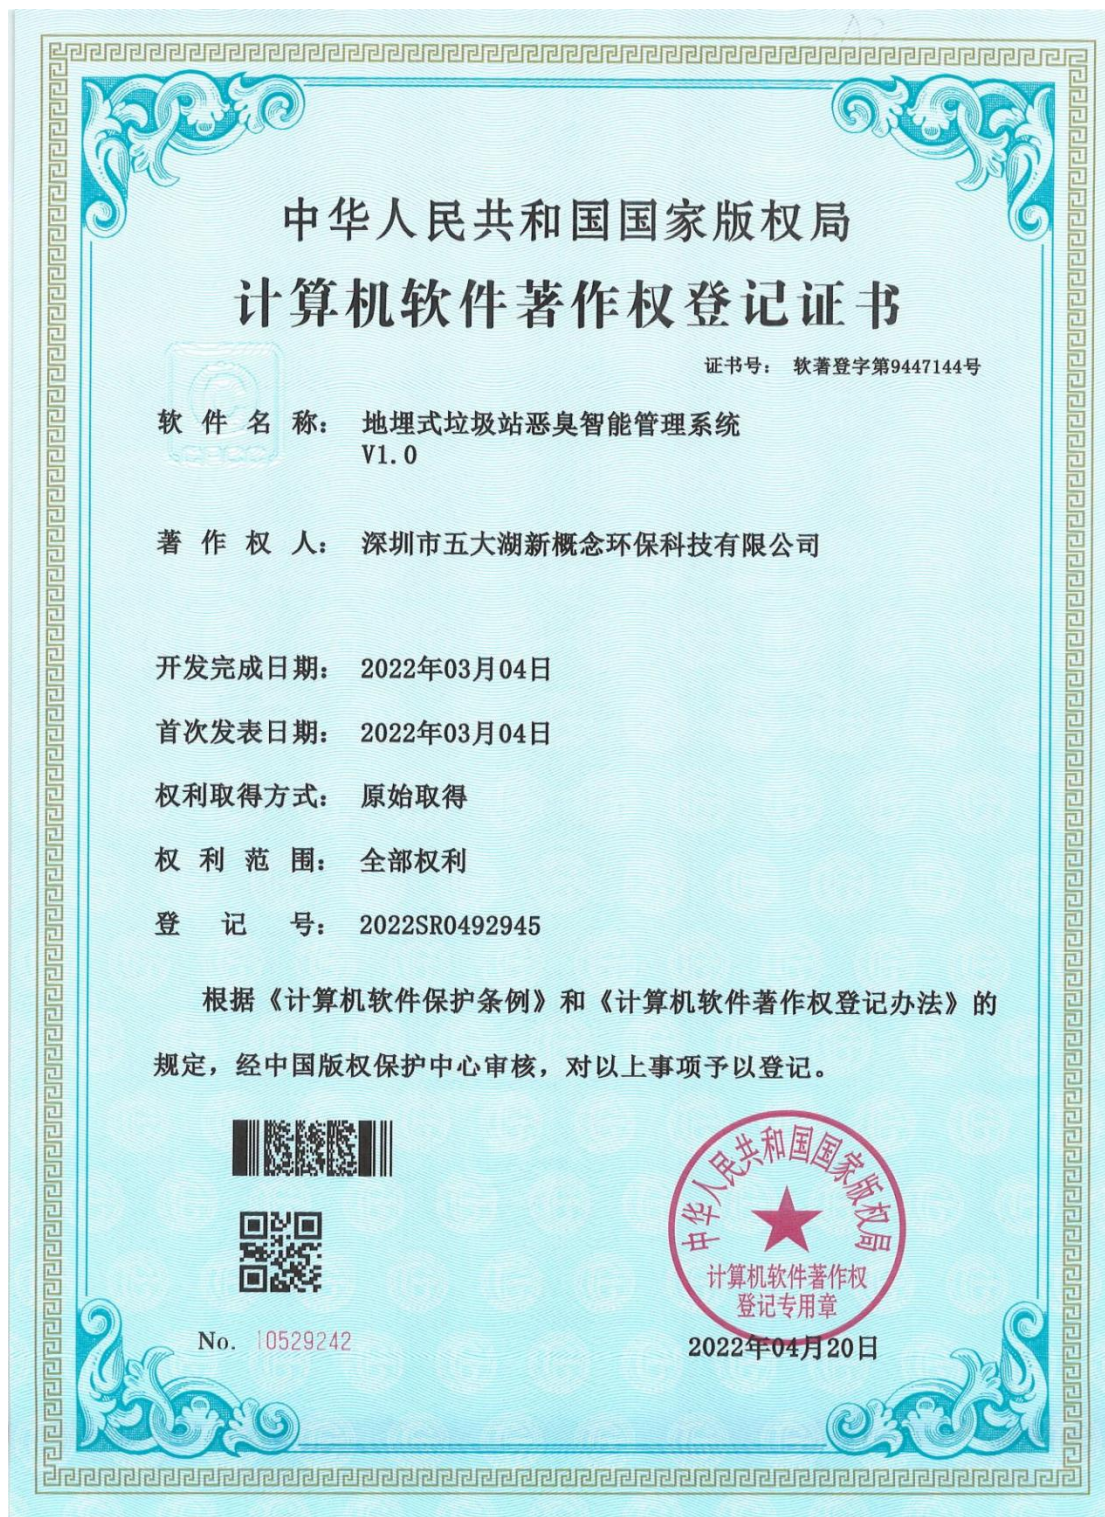 中华人民共和国国家版权局
计算机软件著作权登记证书
证书号： 软著登字第9447144号
软件名称： 地埋式垃圾站恶臭智能管理系统
V1.0
著作权人： 深圳市五大湖新概念环保科技有限公司
开发完成日期： 2022年03月04日
首次发表日期： 2022年03月04日
权利取得方式： 原始取得
权利范围： 全部权利
登记号： 2022SR0492945
根据《计算机软件保护条例》和《计算机软件著作权登记办法》的
规定，经中国版权保护中心审核，对以上事项予以登记。
中华人民共和国国家版权局
计算机软件著作权
登记专用章
No. 10529242
2022年04月20日